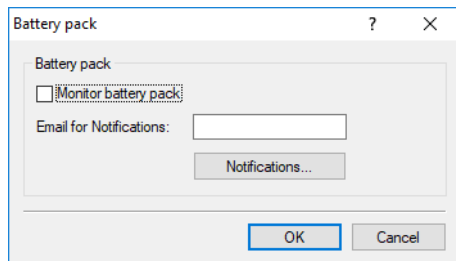 Battery pack ?
Battery pack
Monitor battery pack
Email for Notifications:
Notifications...
OK Cancel